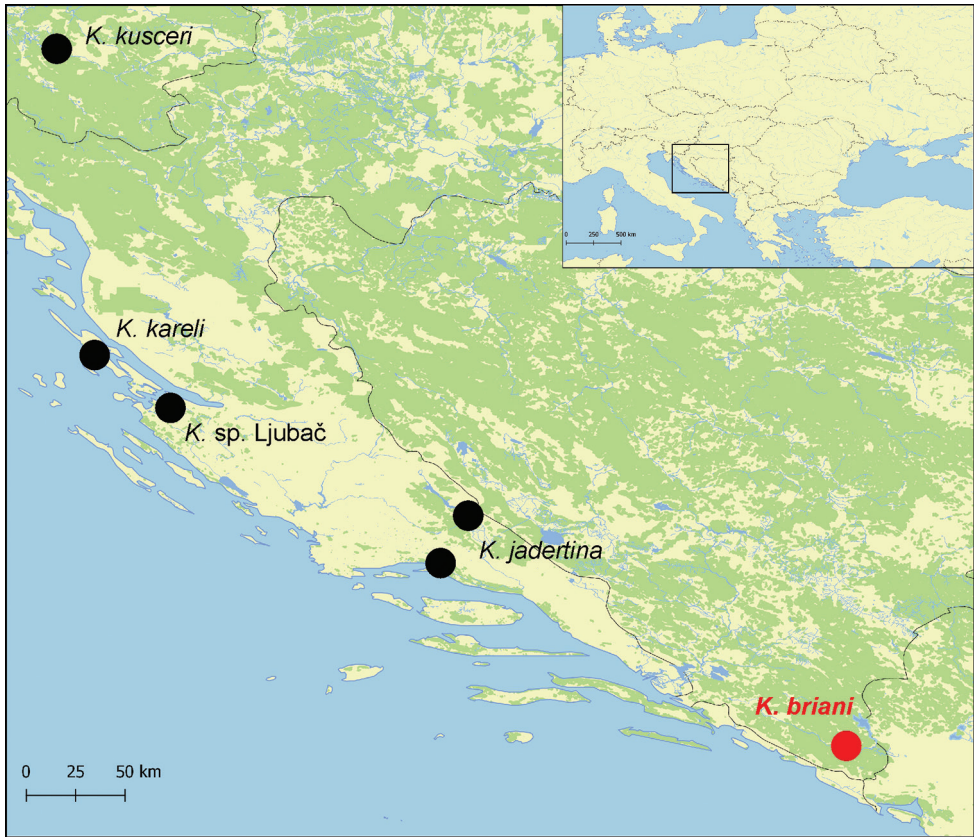 K. kusceri
0 250 500 km
K. kareli
K. sp. Ljubač
K. jadertina
K. briani
0 25 50 km